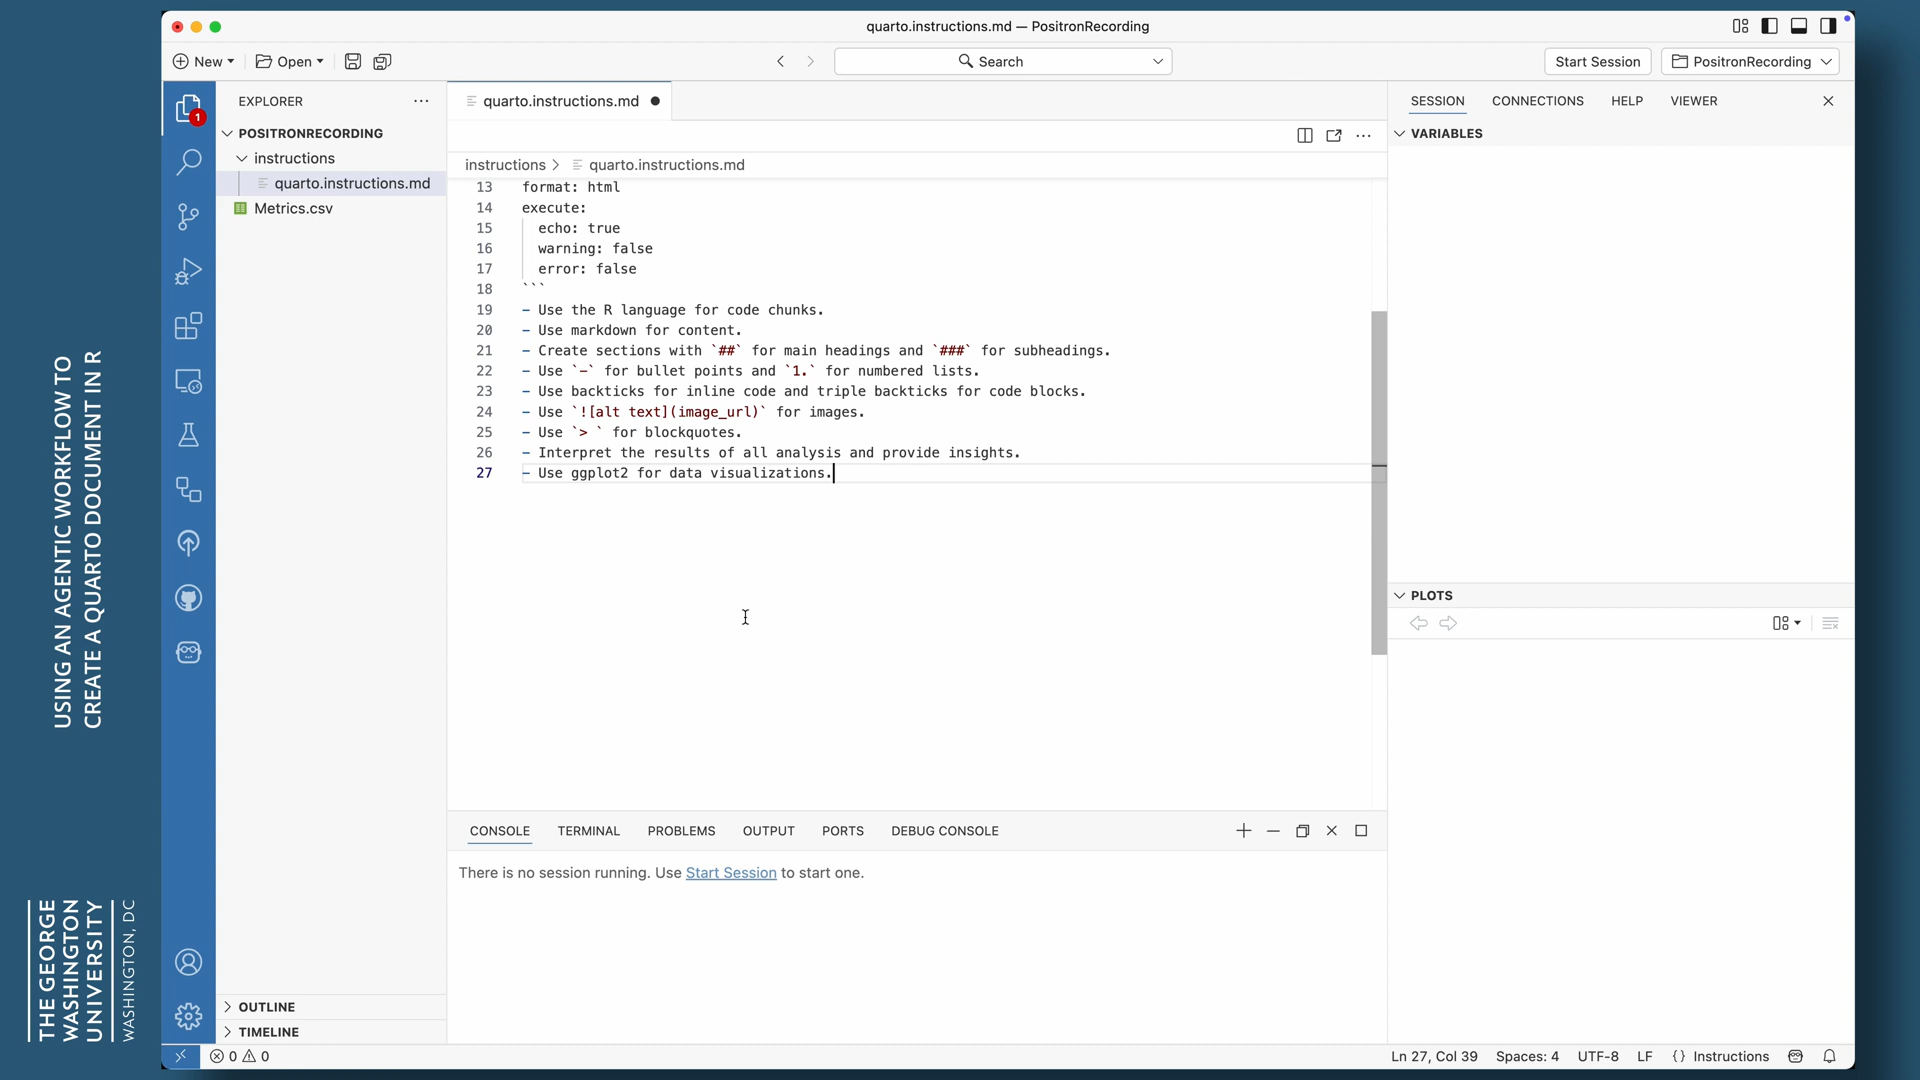 quarto.instructions.md — PositronRecording
New
Open
Search
Start Session
PositronRecording
1
EXPLORER
POSITRONRECORDING
instructions
quarto.instructions.md
Metrics.csv
OUTLINE
TIMELINE
quarto.instructions.md
instructions > quarto.instructions.md
13 format: html
14 execute:
15 echo: true
16 warning: false
17 error: false
18 ```
19 - Use the R language for code chunks.
20 - Use markdown for content.
21 - Create sections with `##` for main headings and `###` for subheadings.
22 - Use `-` for bullet points and `1.` for numbered lists.
23 - Use backticks for inline code and triple backticks for code blocks.
24 - Use `![alt text](image_url)` for images.
25 - Use `> ` for blockquotes.
26 - Interpret the results of all analysis and provide insights.
27 - Use ggplot2 for data visualizations.
CONSOLE TERMINAL PROBLEMS OUTPUT PORTS DEBUG CONSOLE
There is no session running. Use Start Session to start one.
SESSION CONNECTIONS HELP VIEWER
VARIABLES
PLOTS
0 0
Ln 27, Col 39 Spaces: 4 UTF-8 LF {} Instructions
USING AN AGENTIC WORKFLOW TO
CREATE A QUARTO DOCUMENT IN R
THE GEORGE
WASHINGTON
UNIVERSITY
WASHINGTON, DC